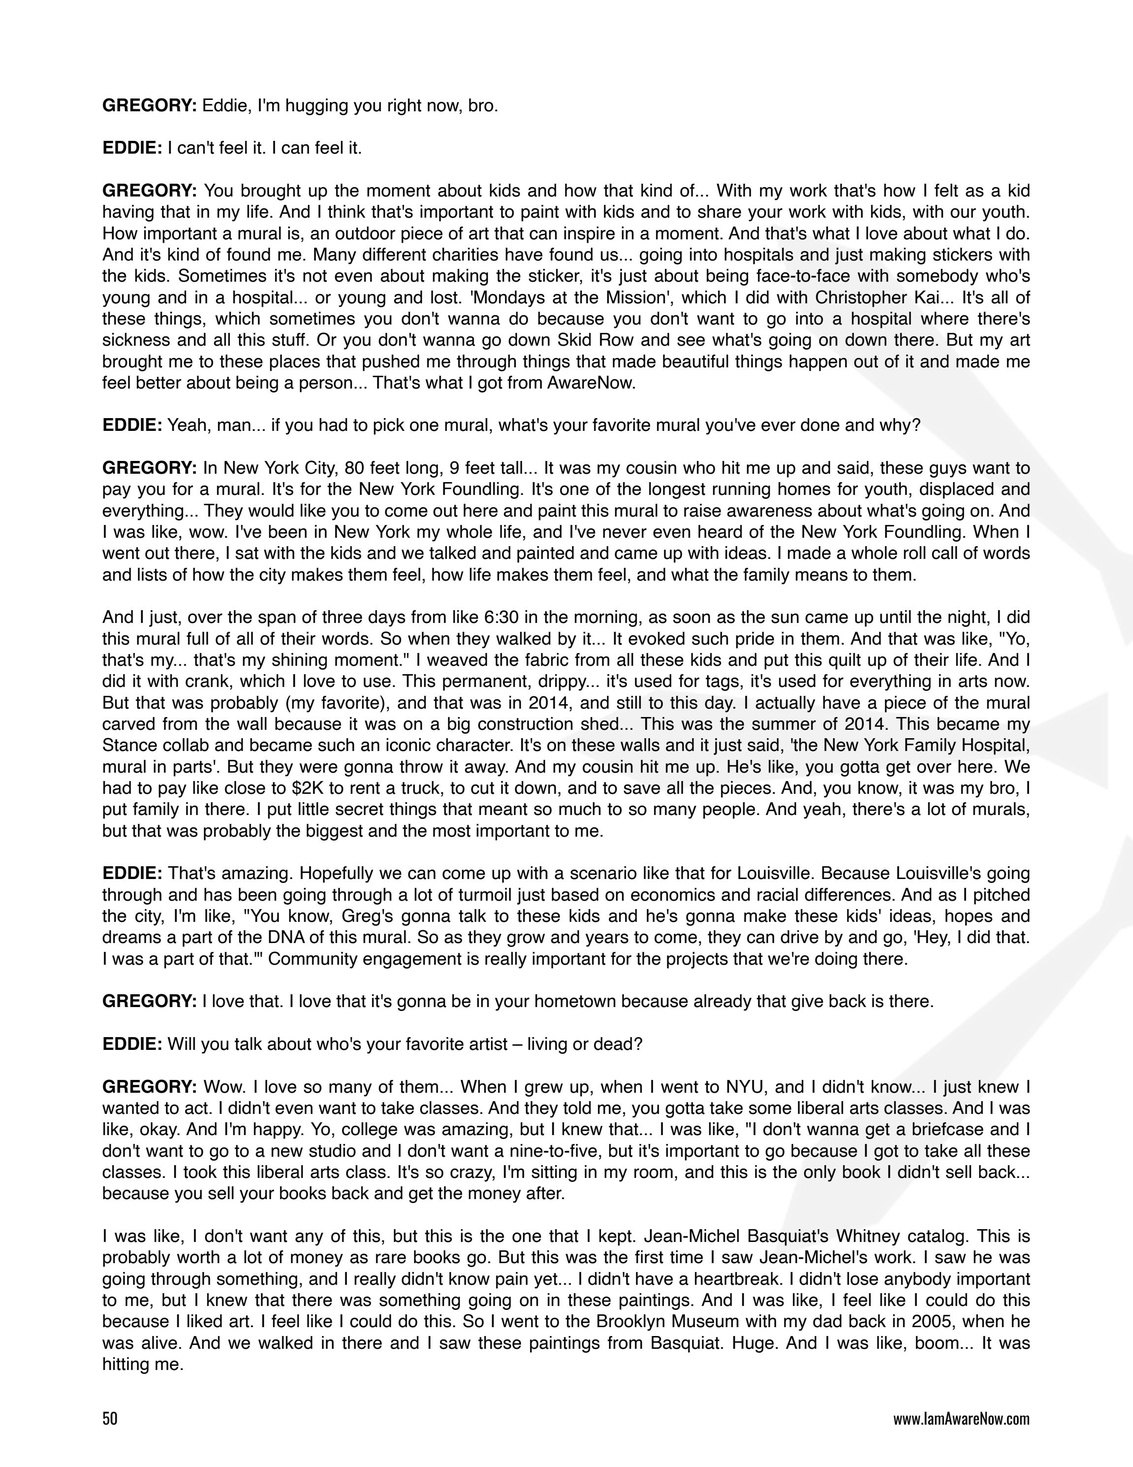 GREGORY: Eddie, I'm hugging you right now, bro.
EDDIE: I can't feel it. I can feel it.
GREGORY: You brought up the moment about kids and how that kind of... With my work that's how I felt as a kid
having that in my life. And I think that's important to paint with kids and to share your work with kids, with our youth.
How important a mural is, an outdoor piece of art that can inspire in a moment. And that's what I love about what I do.
And it's kind of found me. Many different charities have found us... going into hospitals and just making stickers with
the kids. Sometimes it's not even about making the sticker, it's just about being face-to-face with somebody who's
young and in a hospital... or young and lost. 'Mondays at the Mission', which I did with Christopher Kai... It's all of
these things, which sometimes you don't wanna do because you don't want to go into a hospital where there's
sickness and all this stuff. Or you don't wanna go down Skid Row and see what's going on down there. But my art
brought me to these places that pushed me through things that made beautiful things happen out of it and made me
feel better about being a person... That's what I got from AwareNow.
EDDIE: Yeah, man... if you had to pick one mural, what's your favorite mural you've ever done and why?
GREGORY: In New York City, 80 feet long, 9 feet tall... It was my cousin who hit me up and said, these guys want to
pay you for a mural. It's for the New York Foundling. It's one of the longest running homes for youth, displaced and
everything... They would like you to come out here and paint this mural to raise awareness about what's going on. And
I was like, wow. I've been in New York my whole life, and I've never even heard of the New York Foundling. When I
went out there, I sat with the kids and we talked and painted and came up with ideas. I made a whole roll call of words
and lists of how the city makes them feel, how life makes them feel, and what the family means to them.
And I just, over the span of three days from like 6:30 in the morning, as soon as the sun came up until the night, I did
this mural full of all of their words. So when they walked by it... It evoked such pride in them. And that was like, "Yo,
that's my... that's my shining moment." I weaved the fabric from all these kids and put this quilt up of their life. And I
did it with crank, which I love to use. This permanent, drippy... it's used for tags, it's used for everything in arts now.
But that was probably (my favorite), and that was in 2014, and still to this day. I actually have a piece of the mural
carved from the wall because it was on a big construction shed... This was the summer of 2014. This became my
Stance collab and became such an iconic character. It's on these walls and it just said, 'the New York Family Hospital,
mural in parts'. But they were gonna throw it away. And my cousin hit me up. He's like, you gotta get over here. We
had to pay like close to $2K to rent a truck, to cut it down, and to save all the pieces. And, you know, it was my bro, I
put family in there. I put little secret things that meant so much to so many people. And yeah, there's a lot of murals,
but that was probably the biggest and the most important to me.
EDDIE: That's amazing. Hopefully we can come up with a scenario like that for Louisville. Because Louisville's going
through and has been going through a lot of turmoil just based on economics and racial differences. And as I pitched
the city, I'm like, "You know, Greg's gonna talk to these kids and he's gonna make these kids' ideas, hopes and
dreams a part of the DNA of this mural. So as they grow and years to come, they can drive by and go, 'Hey, I did that.
I was a part of that.'" Community engagement is really important for the projects that we're doing there.
GREGORY: I love that. I love that it's gonna be in your hometown because already that give back is there.
EDDIE: Will you talk about who's your favorite artist – living or dead?
GREGORY: Wow. I love so many of them... When I grew up, when I went to NYU, and I didn't know... I just knew I
wanted to act. I didn't even want to take classes. And they told me, you gotta take some liberal arts classes. And I was
like, okay. And I'm happy. Yo, college was amazing, but I knew that... I was like, "I don't wanna get a briefcase and I
don't want to go to a new studio and I don't want a nine-to-five, but it's important to go because I got to take all these
classes. I took this liberal arts class. It's so crazy, I'm sitting in my room, and this is the only book I didn't sell back...
because you sell your books back and get the money after.
I was like, I don't want any of this, but this is the one that I kept. Jean-Michel Basquiat's Whitney catalog. This is
probably worth a lot of money as rare books go. But this was the first time I saw Jean-Michel's work. I saw he was
going through something, and I really didn't know pain yet... I didn't have a heartbreak. I didn't lose anybody important
to me, but I knew that there was something going on in these paintings. And I was like, I feel like I could do this
because I liked art. I feel like I could do this. So I went to the Brooklyn Museum with my dad back in 2005, when he
was alive. And we walked in there and I saw these paintings from Basquiat. Huge. And I was like, boom... It was
hitting me.
50
www.IamAwareNow.com